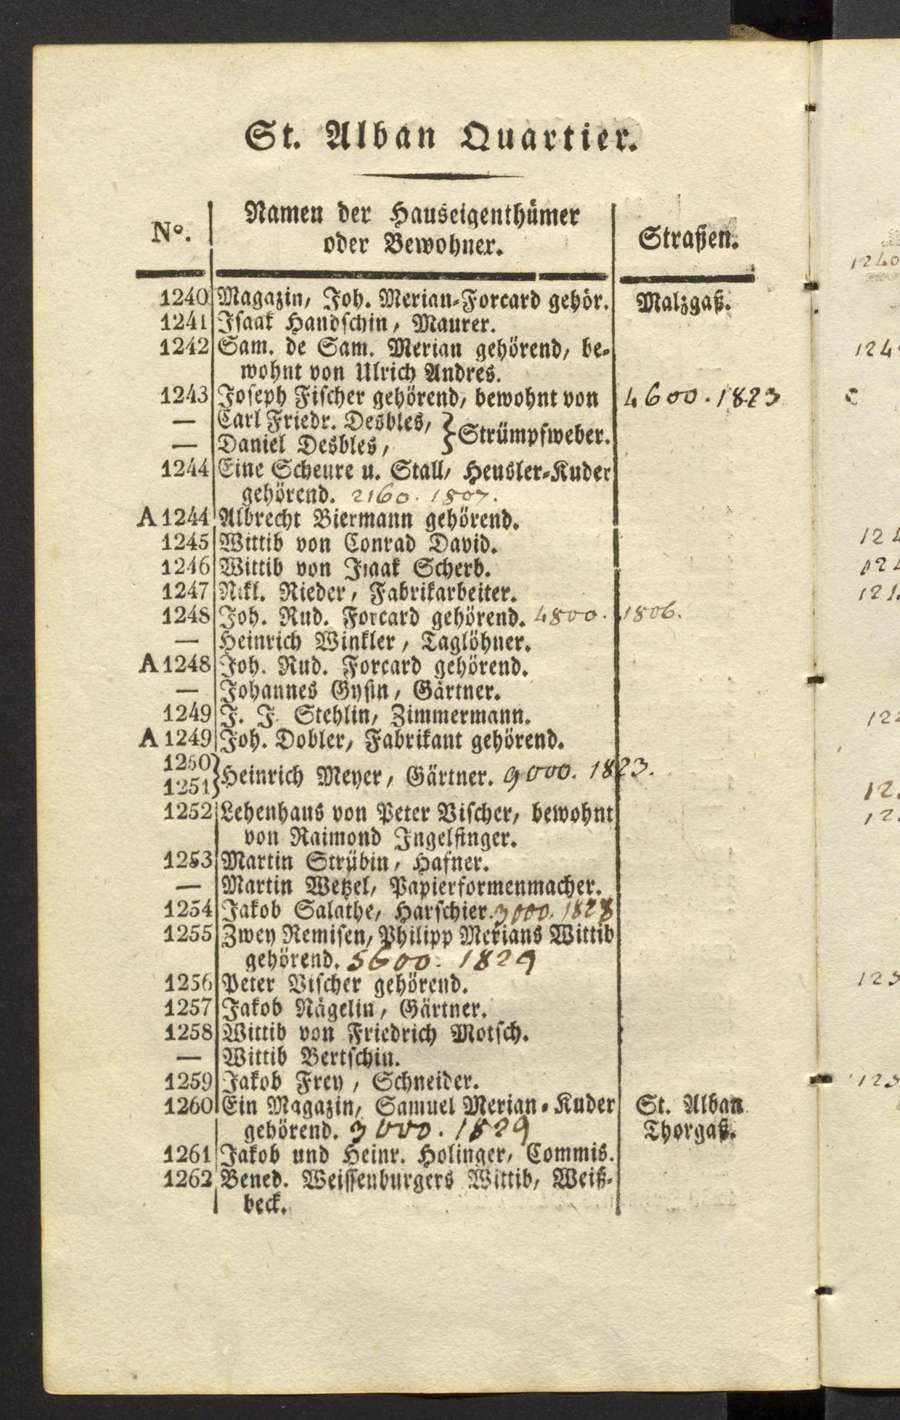 St. Alban Quartier.
Nº. Namen der Hauseigenthümer oder Bewohner. Straßen.
1240 Magazin, Joh. Merian-Forcard gehör. Malzgaß.
1241 Isaak Handschin, Maurer.
1242 Sam. de Sam. Merian gehörend, be-
wohnt von Ulrich Andres.
1243 Joseph Fischer gehörend, bewohnt von 4600. 1823
— Carl Friedr. Desbles,
— Daniel Desbles, } Strümpfweber.
1244 Eine Scheure u. Stall, Heusler-Kuder
gehörend. 2160. 1807.
A 1244 Albrecht Biermann gehörend.
1245 Wittib von Conrad David.
1246 Wittib von Isaak Scherb.
1247 Nikl. Rieder, Fabrikarbeiter.
1248 Joh. Rud. Forcard gehörend. 4800. 1806.
— Heinrich Winkler, Taglöhner.
A 1248 Joh. Rud. Forcard gehörend.
— Johannes Gysin, Gärtner.
1249 J. J. Stehlin, Zimmermann.
A 1249 Joh. Dobler, Fabrikant gehörend.
1250
1251 } Heinrich Meyer, Gärtner. 9000. 1823.
1252 Lehenhaus von Peter Vischer, bewohnt
von Raimond Ingelfinger.
1253 Martin Strübin, Hafner.
— Martin Wetzel, Papierformenmacher.
1254 Jakob Salathe, Harschier. 3000. 1828
1255 Zwey Remisen, Philipp Merians Wittib
gehörend. 5600. 1829
1256 Peter Vischer gehörend.
1257 Jakob Nägelin, Gärtner.
1258 Wittib von Friedrich Motsch.
— Wittib Bertschin.
1259 Jakob Frey, Schneider.
1260 Ein Magazin, Samuel Merian-Kuder St. Alban
gehörend. 3000. 1829 Thorgaß.
1261 Jakob und Heinr. Holinger, Commis.
1262 Bened. Weissenburgers Wittib, Weiß-
beck.